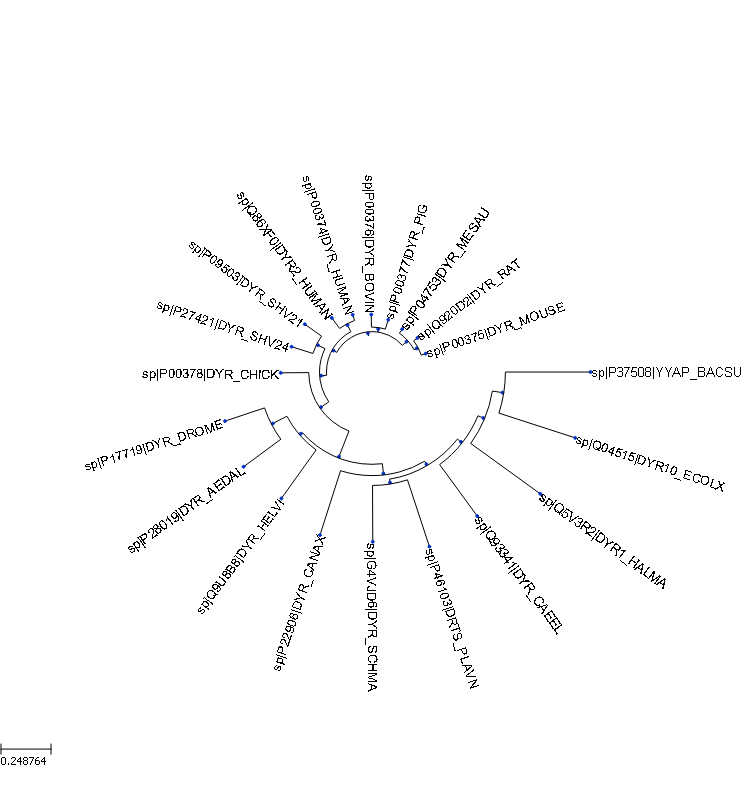 sp|P00376|DYR_BOVIN
sp|P00374|DYR_HUMAN
sp|P00377|DYR_PIG
sp|Q86XF0|DYR2_HUMAN
sp|P04753|DYR_MESAU
sp|P09503|DYR_SHV21
sp|Q920D2|DYR_RAT
sp|P27421|DYR_SHV24
sp|P00375|DYR_MOUSE
sp|P00378|DYR_CHICK
sp|P37508|YYAP_BACSU
sp|P17719|DYR_DROME
sp|Q04515|DYR10_ECOLX
sp|P28019|DYR_AEDAL
sp|Q5V3R2|DYR1_HALMA
sp|Q9U8B8|DYR_HELVI
sp|Q93341|DYR_CAEEL
sp|P22906|DYR_CANAX
sp|G4VJD6|DYR_SCHMA
sp|P46103|DRTS_PLAVN
0.248764